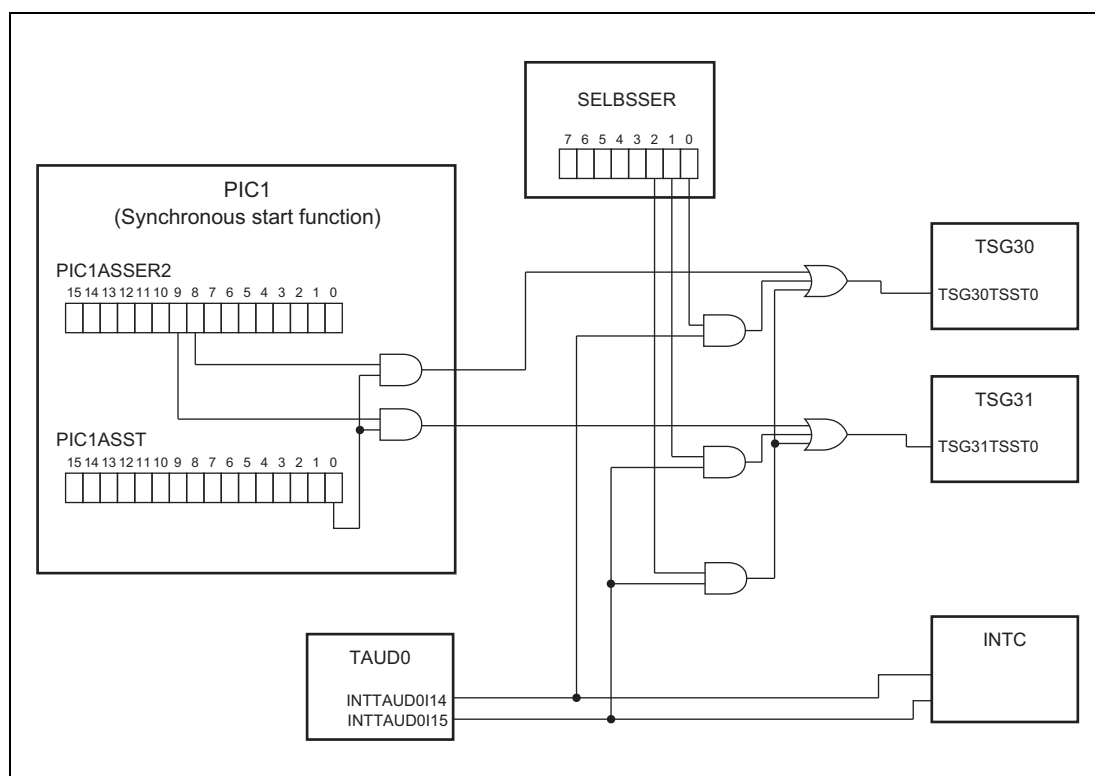 SELBSSER
7 6 5 4 3 2 1 0
PIC1
(Synchronous start function)
PIC1ASSER2
15 14 13 12 11 10 9 8 7 6 5 4 3 2 1 0
PIC1ASST
15 14 13 12 11 10 9 8 7 6 5 4 3 2 1 0
TSG30
TSG30TSST0
TSG31
TSG31TSST0
TAUD0
INTTAUD0I14
INTTAUD0I15
INTC